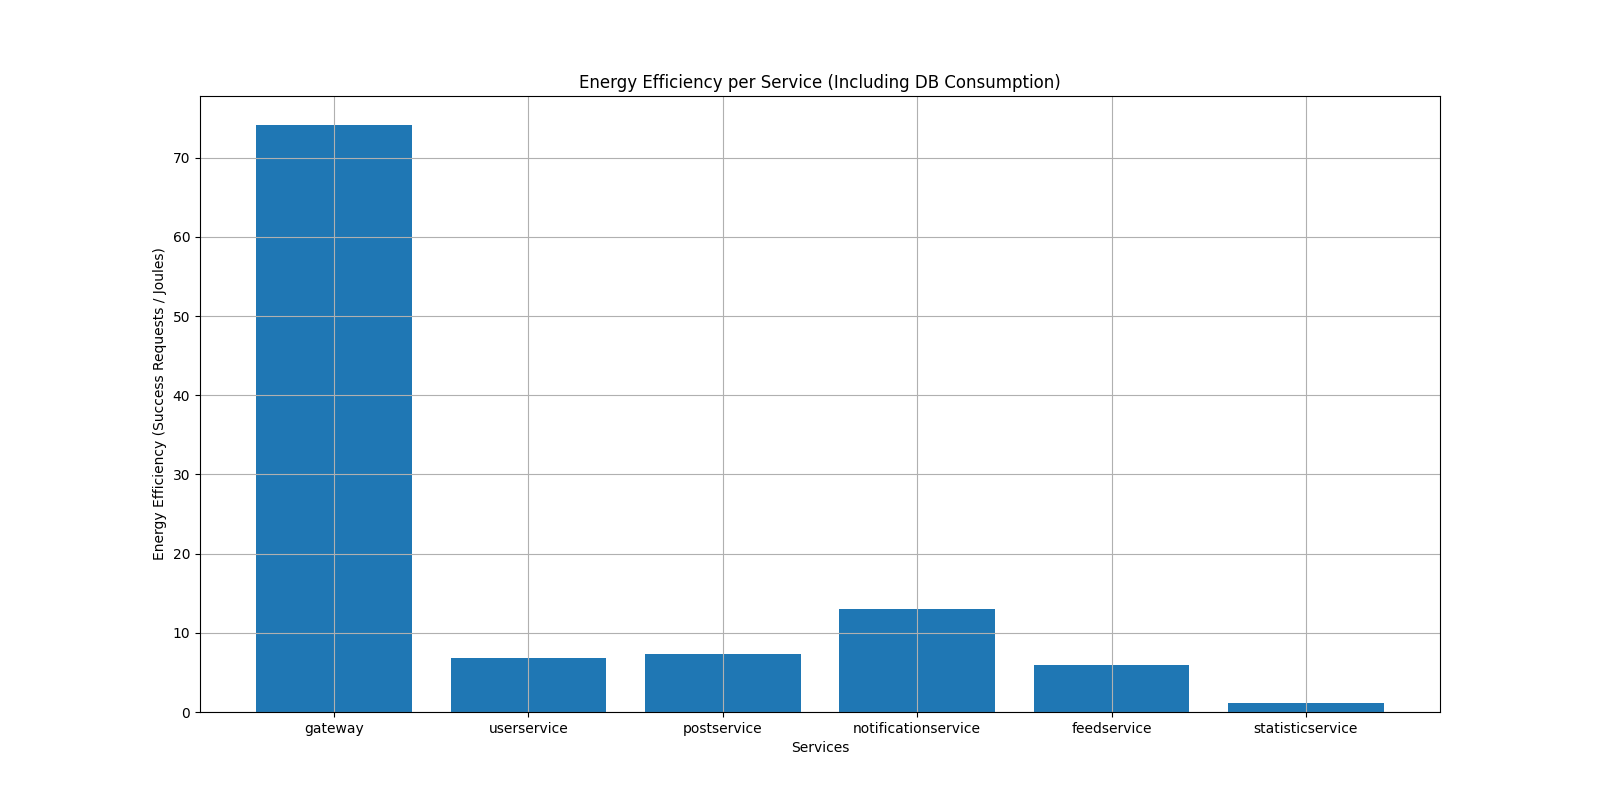 Energy Efficiency per Service (Including DB Consumption)
Energy Efficiency (Success Requests / Joules)
70
60
50
40
30
20
10
0
gateway userservice postservice notificationservice feedservice statisticservice
Services